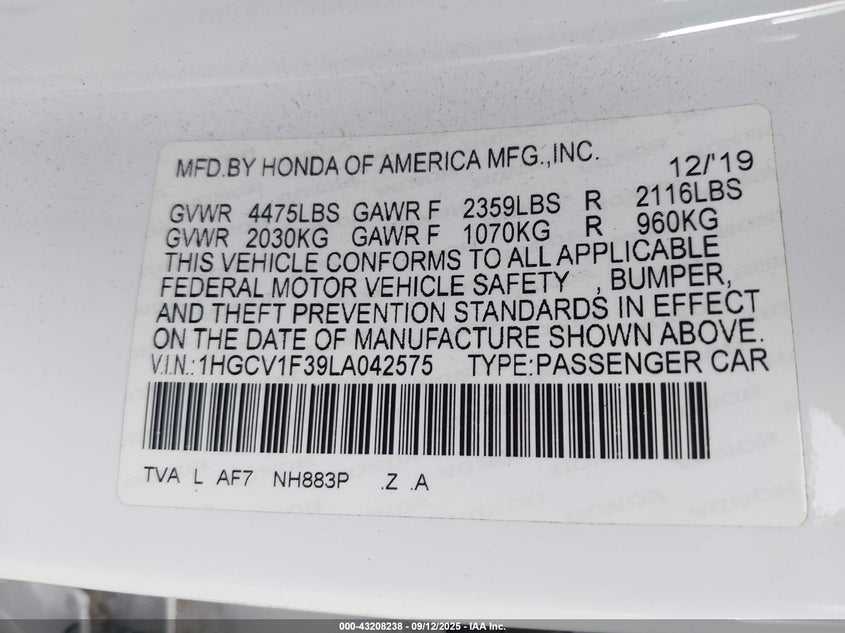 MFD.BY HONDA OF AMERICA MFG.,INC. 12/'19
GVWR 4475LBS GAWR F 2359LBS R 2116LBS
GVWR 2030KG GAWR F 1070KG R 960KG
THIS VEHICLE CONFORMS TO ALL APPLICABLE
FEDERAL MOTOR VEHICLE SAFETY , BUMPER,
AND THEFT PREVENTION STANDARDS IN EFFECT
ON THE DATE OF MANUFACTURE SHOWN ABOVE.
V.I.N.:1HGCV1F39LA042575 TYPE:PASSENGER CAR
TVA L AF7 NH883P .Z .A
000-43208238 - 09/12/2025 - IAA Inc.